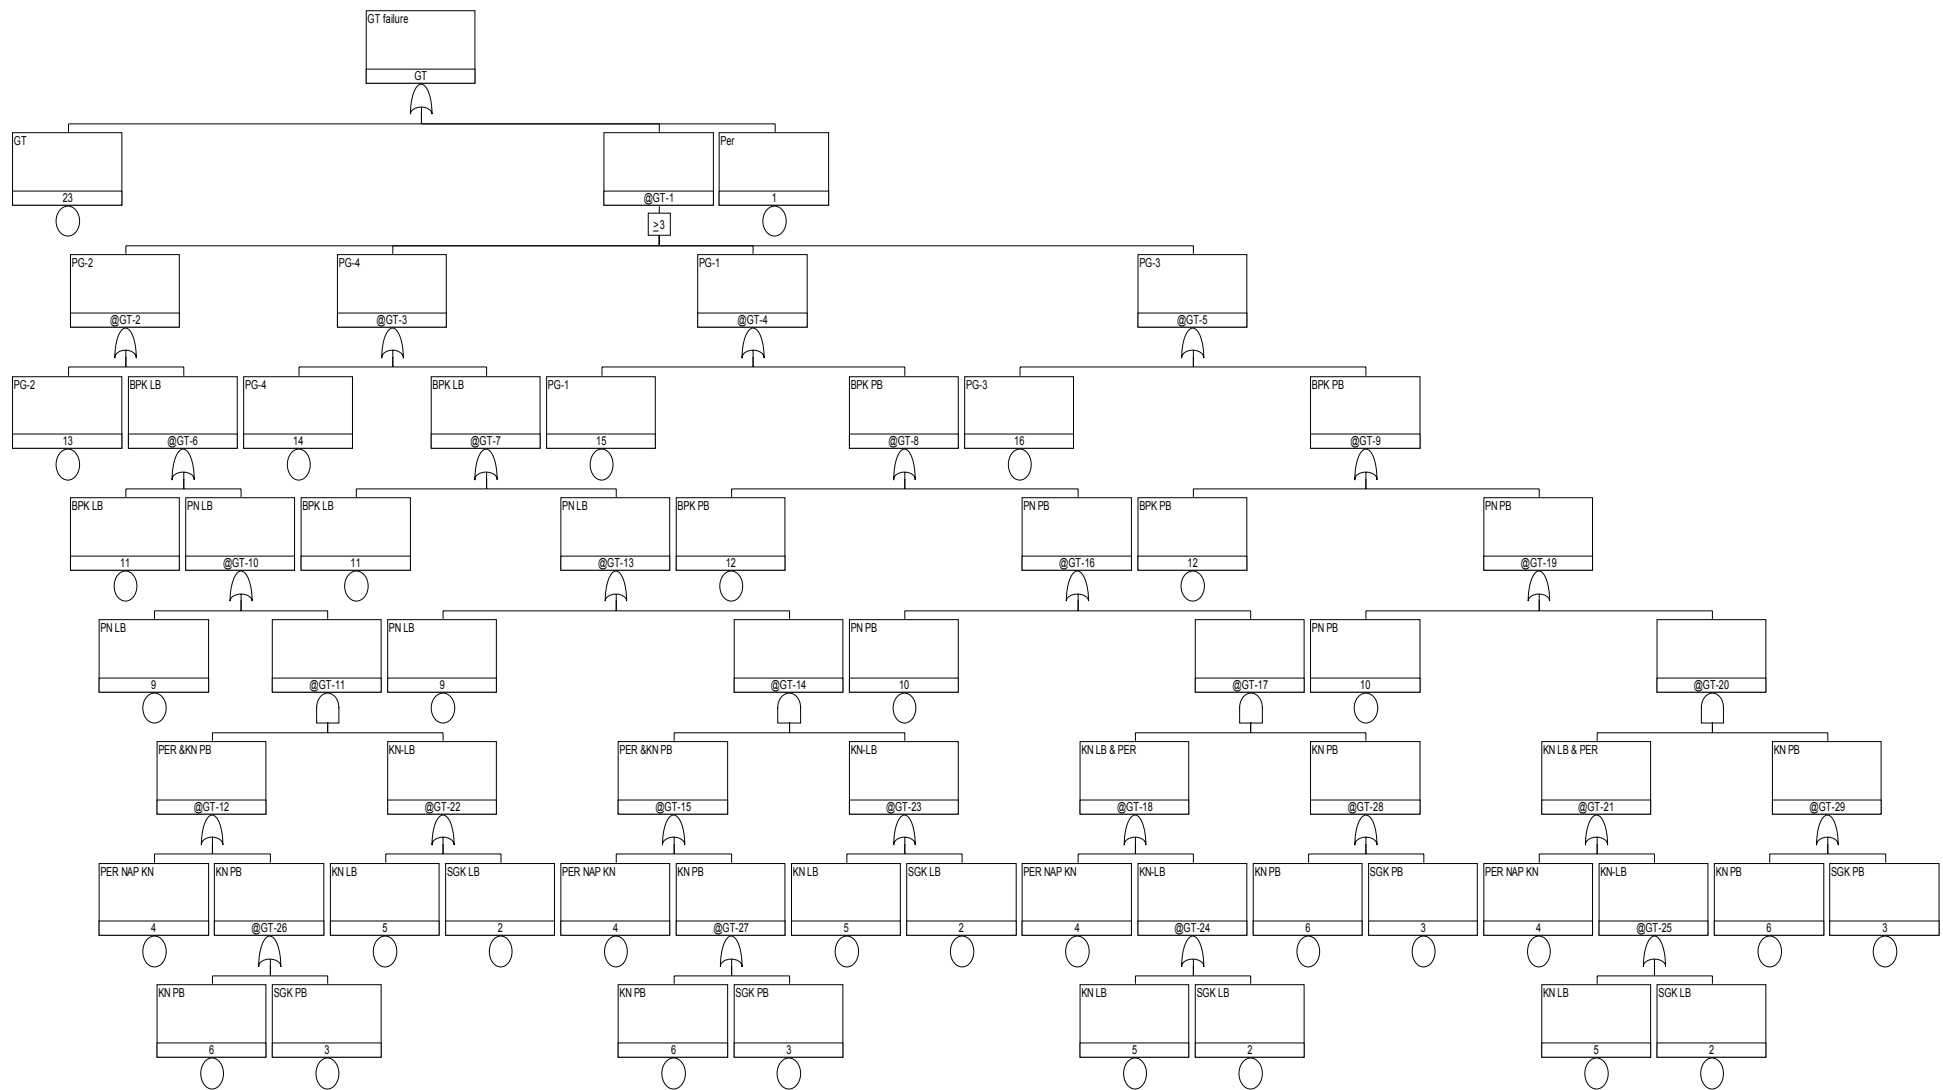 GT failure
GT
GT
Per
23
@GT-1
1
≥3
PG-2
PG-4
PG-1
PG-3
@GT-2
@GT-3
@GT-4
@GT-5
PG-2
BPK LB
PG-4
BPK LB
PG-1
BPK PB
PG-3
BPK PB
13
@GT-6
14
@GT-7
15
@GT-8
16
@GT-9
BPK LB
PN LB
BPK LB
PN LB
BPK PB
PN PB
BPK PB
PN PB
11
@GT-10
11
@GT-13
12
@GT-16
12
@GT-19
PN LB
PN LB
PN PB
PN PB
9
@GT-11
9
@GT-14
10
@GT-17
10
@GT-20
PER &KN PB
KN-LB
PER &KN PB
KN-LB
KN LB & PER
KN PB
KN LB & PER
KN PB
@GT-12
@GT-22
@GT-15
@GT-23
@GT-18
@GT-28
@GT-21
@GT-29
PER NAP KN
KN PB
KN LB
SGK LB
PER NAP KN
KN PB
KN LB
SGK LB
PER NAP KN
KN-LB
KN PB
SGK PB
PER NAP KN
KN-LB
KN PB
SGK PB
4
@GT-26
5
2
4
@GT-27
5
2
4
@GT-24
6
3
4
@GT-25
6
3
KN PB
SGK PB
KN PB
SGK PB
KN LB
SGK LB
KN LB
SGK LB
6
3
6
3
5
2
5
2